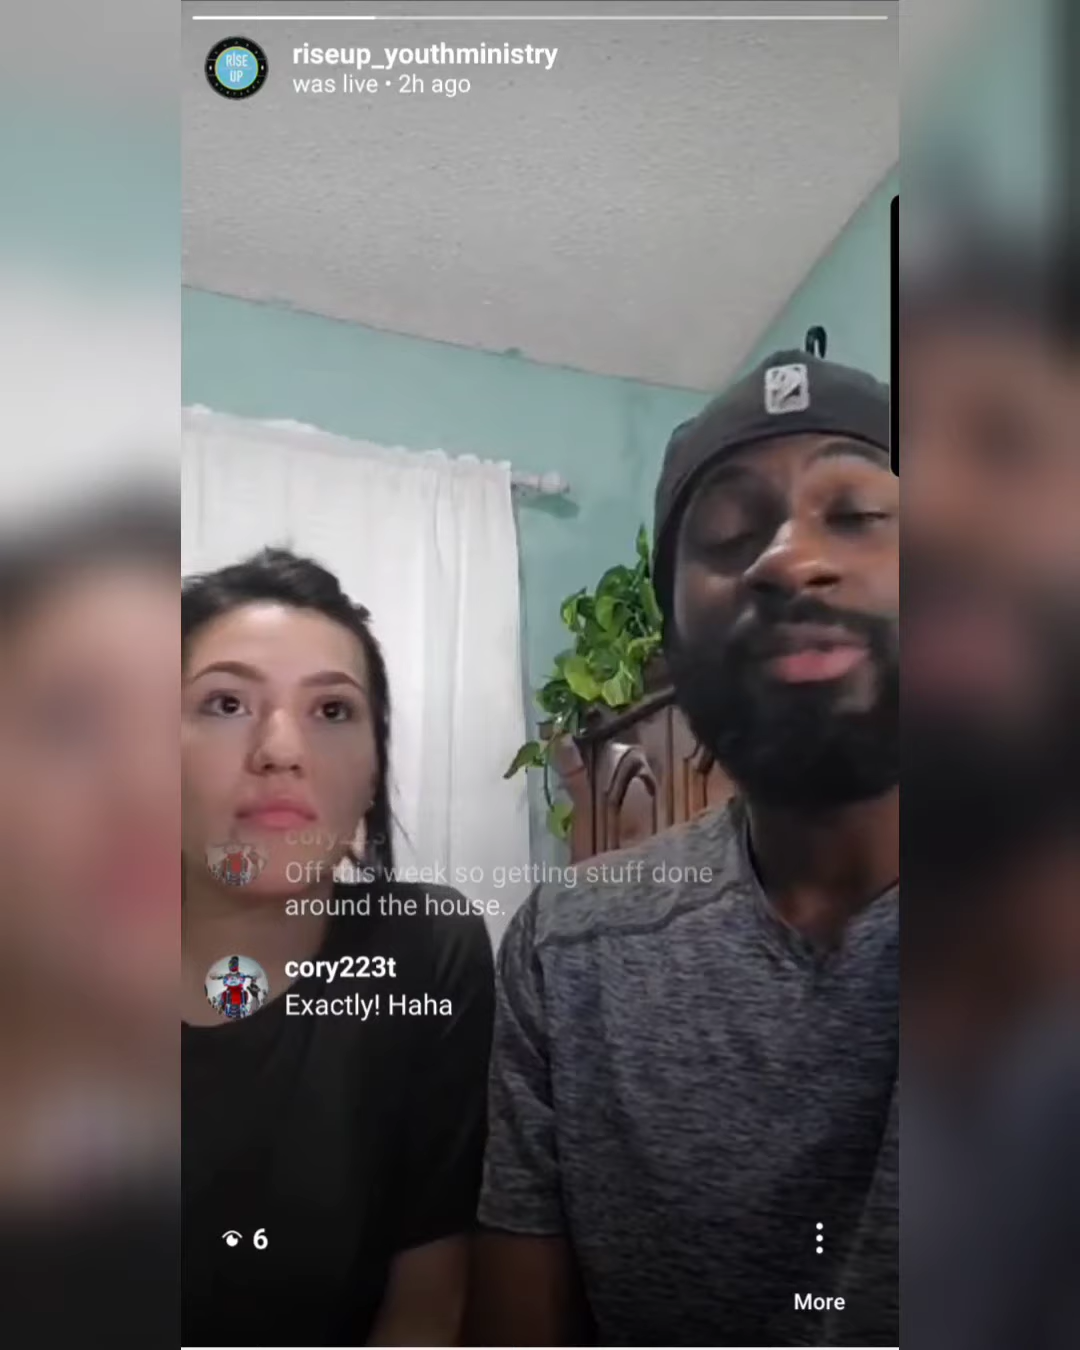 RISE
UP
riseup_youthministry
was live • 2h ago
Off this week so getting stuff done
around the house.
cory223t
Exactly! Haha
6
More